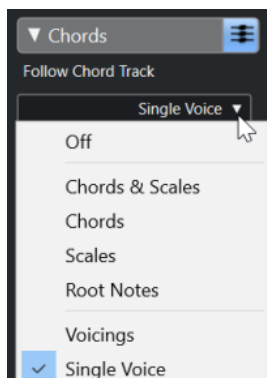 Chords
Follow Chord Track
Single Voice
Off
Chords & Scales
Chords
Scales
Root Notes
Voicings
Single Voice